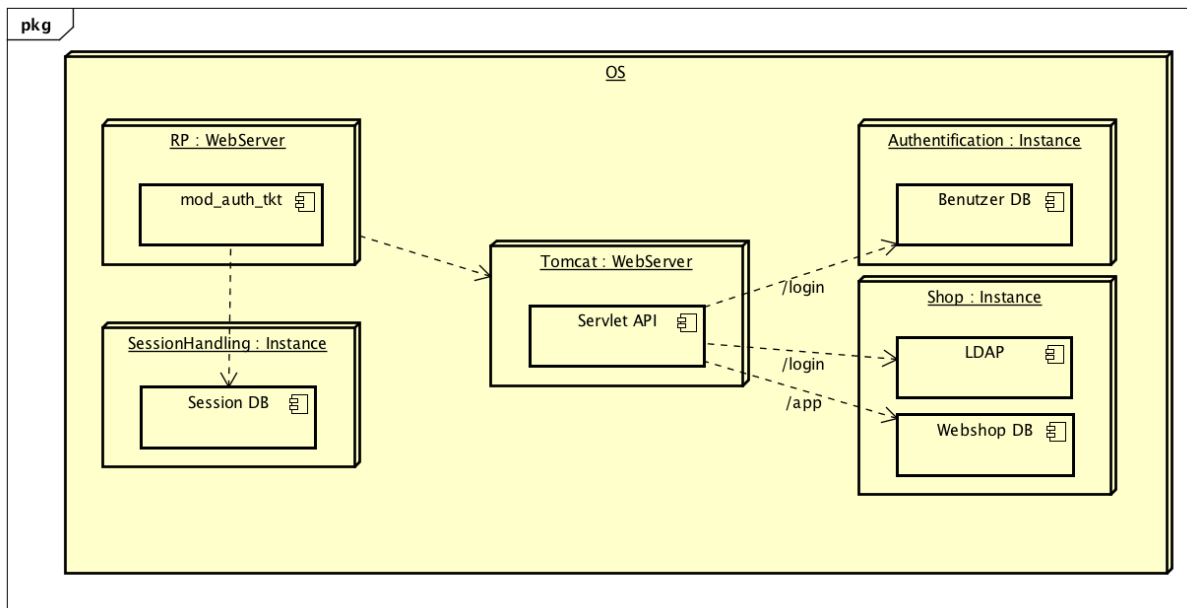 pkg
OS
RP : WebServer
mod_auth_tkt
SessionHandling : Instance
Session DB
Tomcat : WebServer
Servlet API
/login
/login
/app
Authentification : Instance
Benutzer DB
Shop : Instance
LDAP
Webshop DB